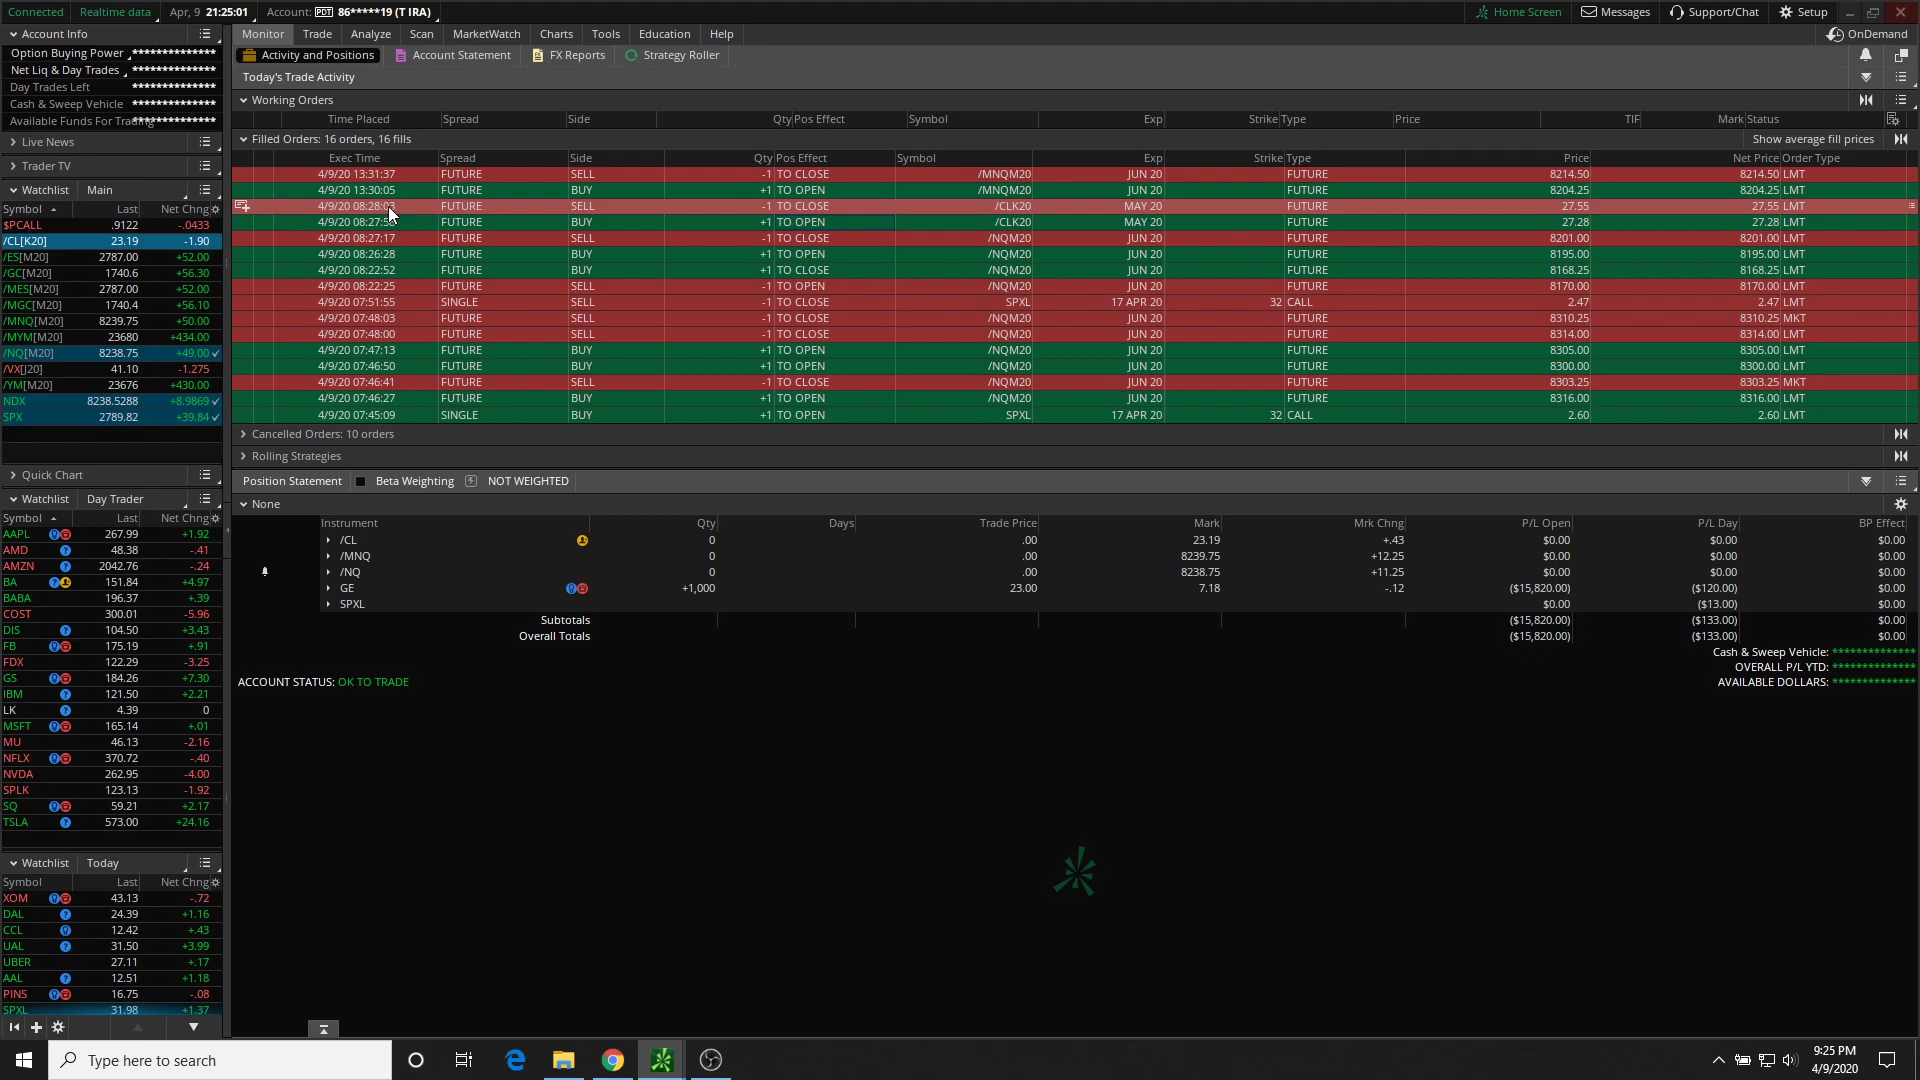 Connected Realtime data Apr, 9 21:25:01 Account: PDT 86*****19 (T IRA) Home Screen Messages Support/Chat Setup
Account Info
Option Buying Power **************
Net Liq & Day Trades **************
Day Trades Left **************
Cash & Sweep Vehicle **************
Available Funds For Trading **************
Live News
Trader TV
Watchlist Main
Symbol Last Net Chng
$PCALL .9122 -.0433
/CL[K20] 23.19 -1.90
/ES[M20] 2787.00 +52.00
/GC[M20] 1740.6 +56.30
/MES[M20] 2787.00 +52.00
/MGC[M20] 1740.4 +56.10
/MNQ[M20] 8239.75 +50.00
/MYM[M20] 23680 +434.00
/NQ[M20] 8238.75 +49.00
/VX[J20] 41.10 -1.275
/YM[M20] 23676 +430.00
NDX 8238.5288 +8.9869
SPX 2789.82 +39.84
Quick Chart
Watchlist Day Trader
Symbol Last Net Chng
AAPL 267.99 +1.92
AMD 48.38 -.41
AMZN 2042.76 -.24
BA 151.84 +4.97
BABA 196.37 +.39
COST 300.01 -5.96
DIS 104.50 +3.43
FB 175.19 +.91
FDX 122.29 -3.25
GS 184.26 +7.30
IBM 121.50 +2.21
LK 4.39 0
MSFT 165.14 +.01
MU 46.13 -2.16
NFLX 370.72 -.40
NVDA 262.95 -4.00
SPLK 123.13 -1.92
SQ 59.21 +2.17
TSLA 573.00 +24.16
Watchlist Today
Symbol Last Net Chng
XOM 43.13 -.72
DAL 24.39 +1.16
CCL 12.42 +.43
UAL 31.50 +3.99
UBER 27.11 +.17
AAL 12.51 +1.18
PINS 16.75 -.08
SPXL 31.98 +1.37
Monitor Trade Analyze Scan MarketWatch Charts Tools Education Help OnDemand
Activity and Positions Account Statement FX Reports Strategy Roller
Today's Trade Activity
Working Orders
Time Placed Spread Side Qty Pos Effect Symbol Exp Strike Type Price TIF Mark Status
Filled Orders: 16 orders, 16 fills Show average fill prices
Exec Time Spread Side Qty Pos Effect Symbol Exp Strike Type Price Net Price Order Type
4/9/20 13:31:37 FUTURE SELL -1 TO CLOSE /MNQM20 JUN 20 FUTURE 8214.50 8214.50 LMT
4/9/20 13:30:05 FUTURE BUY +1 TO OPEN /MNQM20 JUN 20 FUTURE 8204.25 8204.25 LMT
4/9/20 08:28:03 FUTURE SELL -1 TO CLOSE /CLK20 MAY 20 FUTURE 27.55 27.55 LMT
4/9/20 FUTURE BUY +1 TO OPEN /CLK20 MAY 20 FUTURE 27.28 27.28 LMT
4/9/20 08:27:17 FUTURE SELL -1 TO CLOSE /NQM20 JUN 20 FUTURE 8201.00 8201.00 LMT
4/9/20 08:26:28 FUTURE BUY +1 TO OPEN /NQM20 JUN 20 FUTURE 8195.00 8195.00 LMT
4/9/20 08:22:52 FUTURE BUY +1 TO CLOSE /NQM20 JUN 20 FUTURE 8168.25 8168.25 LMT
4/9/20 08:22:25 FUTURE SELL -1 TO OPEN /NQM20 JUN 20 FUTURE 8170.00 8170.00 LMT
4/9/20 07:51:55 SINGLE SELL -1 TO CLOSE SPXL 17 APR 20 32 CALL 2.47 2.47 LMT
4/9/20 07:48:03 FUTURE SELL -1 TO CLOSE /NQM20 JUN 20 FUTURE 8310.25 8310.25 MKT
4/9/20 07:48:00 FUTURE SELL -1 TO CLOSE /NQM20 JUN 20 FUTURE 8314.00 8314.00 LMT
4/9/20 07:47:13 FUTURE BUY +1 TO OPEN /NQM20 JUN 20 FUTURE 8305.00 8305.00 LMT
4/9/20 07:46:50 FUTURE BUY +1 TO OPEN /NQM20 JUN 20 FUTURE 8300.00 8300.00 LMT
4/9/20 07:46:41 FUTURE SELL -1 TO CLOSE /NQM20 JUN 20 FUTURE 8303.25 8303.25 MKT
4/9/20 07:46:27 FUTURE BUY +1 TO OPEN /NQM20 JUN 20 FUTURE 8316.00 8316.00 LMT
4/9/20 07:45:09 SINGLE BUY +1 TO OPEN SPXL 17 APR 20 32 CALL 2.60 2.60 LMT
Cancelled Orders: 10 orders
Rolling Strategies
Position Statement Beta Weighting NOT WEIGHTED
None
Instrument Qty Days Trade Price Mark Mrk Chng P/L Open P/L Day BP Effect
/CL 0 .00 23.19 +.43 $0.00 $0.00 $0.00
/MNQ 0 .00 8239.75 +12.25 $0.00 $0.00 $0.00
/NQ 0 .00 8238.75 +11.25 $0.00 $0.00 $0.00
GE +1,000 23.00 7.18 -.12 ($15,820.00) ($120.00) $0.00
SPXL $0.00 ($13.00) $0.00
Subtotals ($15,820.00) ($133.00) $0.00
Overall Totals ($15,820.00) ($133.00) $0.00
Cash & Sweep Vehicle: **************
OVERALL P/L YTD: **************
ACCOUNT STATUS: OK TO TRADE AVAILABLE DOLLARS: **************
Type here to search
9:25 PM
4/9/2020